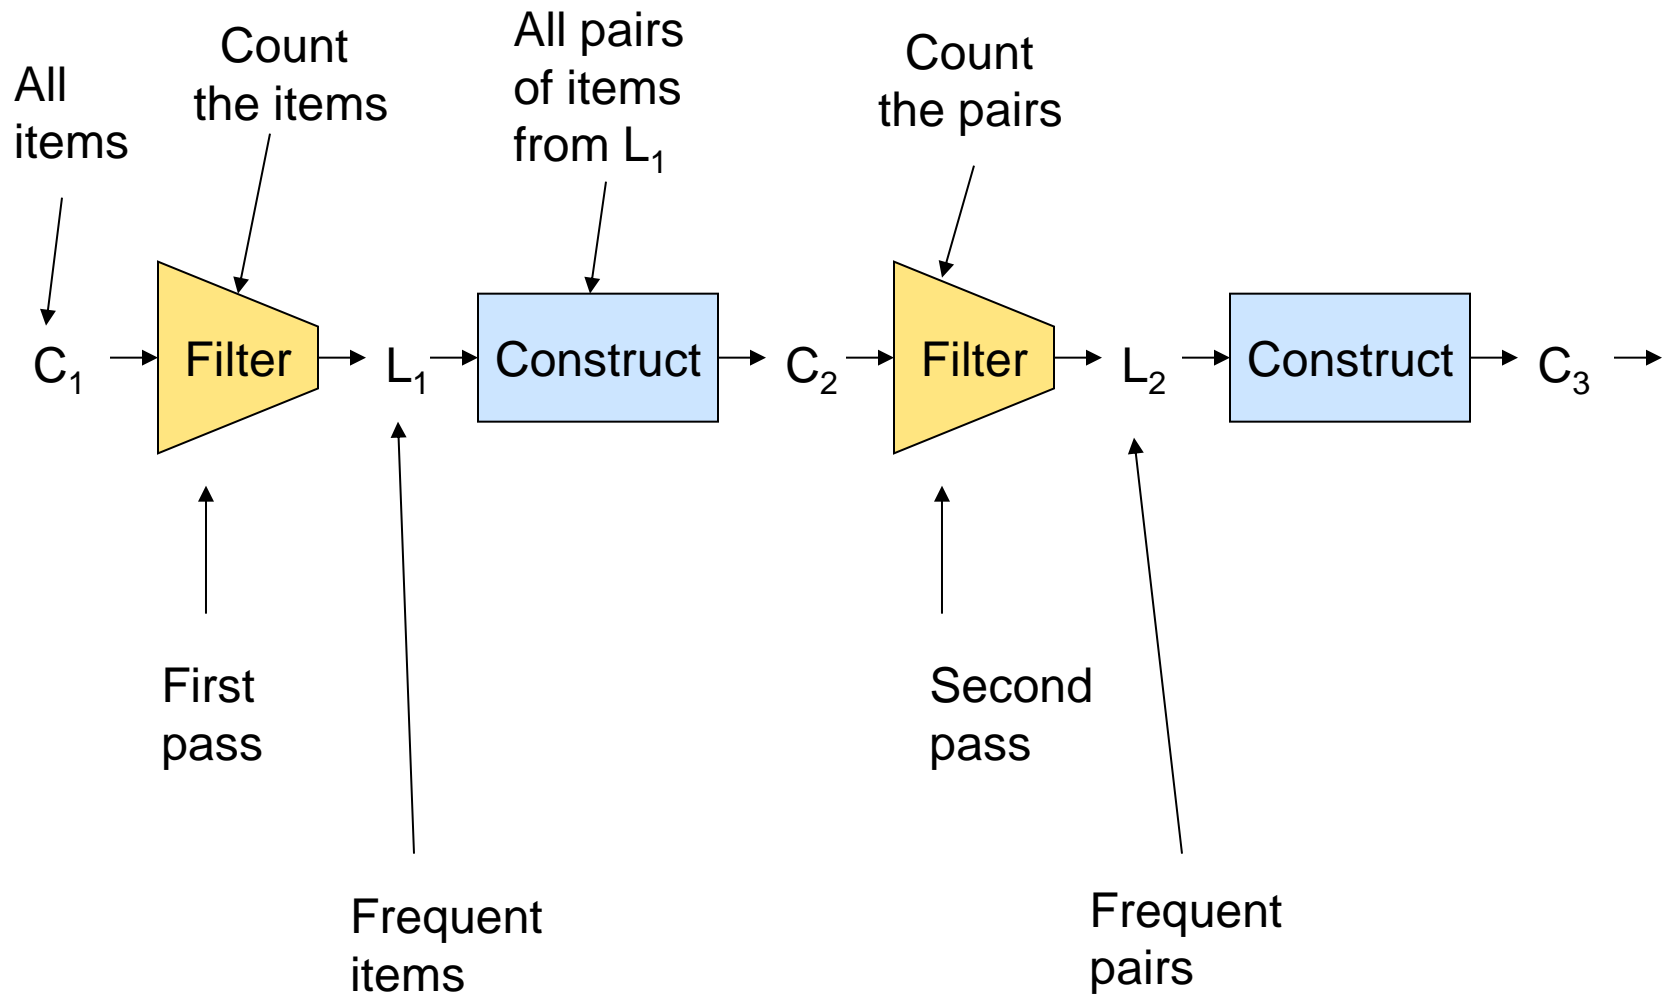 All
items
Count
the items
All pairs
of items
from L₁
Count
the pairs
C₁
Filter
L₁
Construct
C₂
Filter
L₂
Construct
C₃
First
pass
Second
pass
Frequent
items
Frequent
pairs